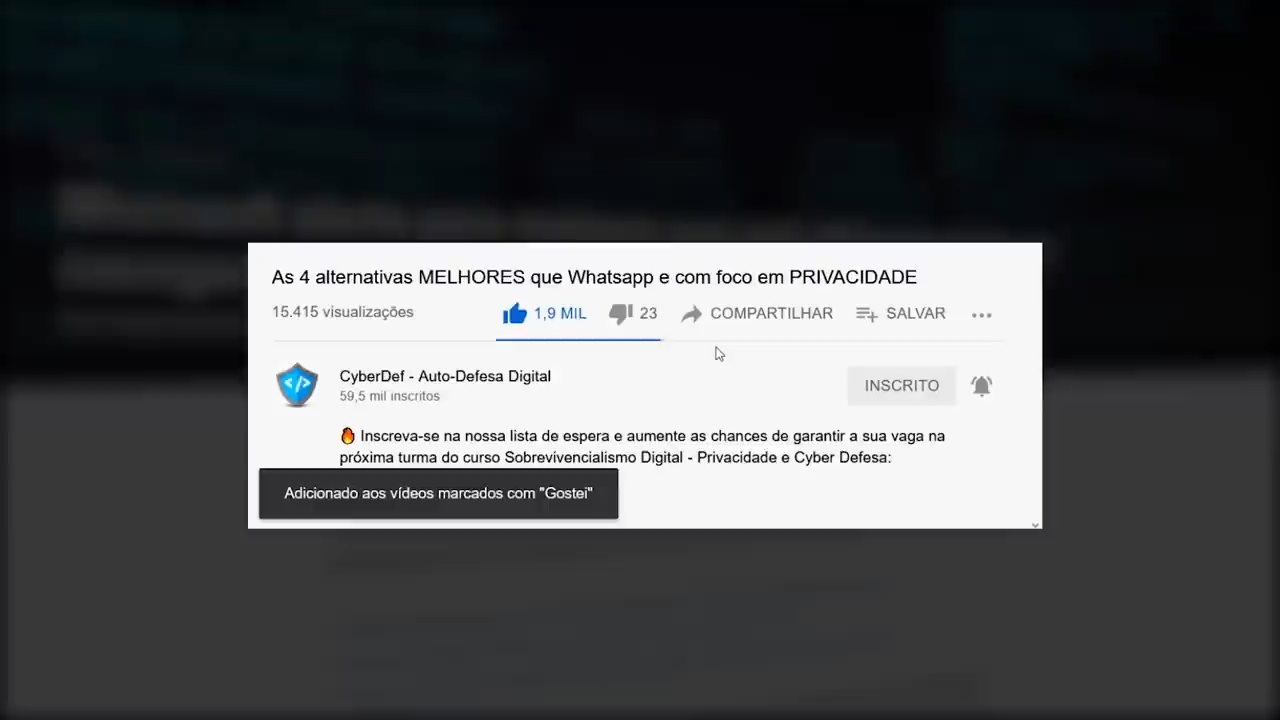 As 4 alternativas MELHORES que Whatsapp e com foco em PRIVACIDADE
15.415 visualizações
1,9 MIL
23
COMPARTILHAR
SALVAR
CyberDef - Auto-Defesa Digital
59,5 mil inscritos
INSCRITO
🔥 Inscreva-se na nossa lista de espera e aumente as chances de garantir a sua vaga na
próxima turma do curso Sobrevivencialismo Digital - Privacidade e Cyber Defesa:
Adicionado aos vídeos marcados com "Gostei"